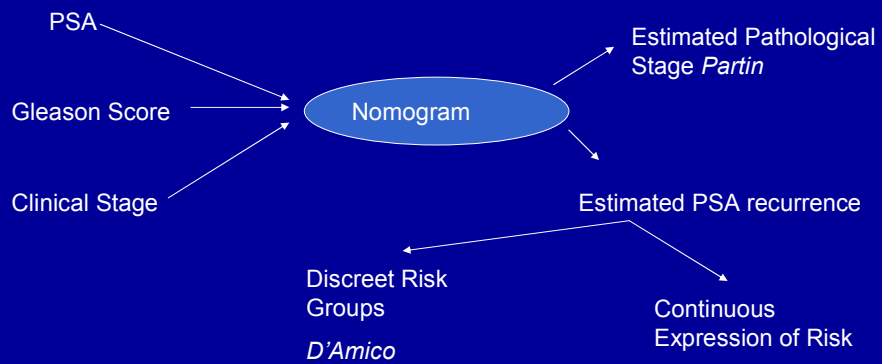 PSA
Estimated Pathological
Stage Partin
Gleason Score
Nomogram
Clinical Stage
Estimated PSA recurrence
Discreet Risk
Groups
D'Amico
Continuous
Expression of Risk